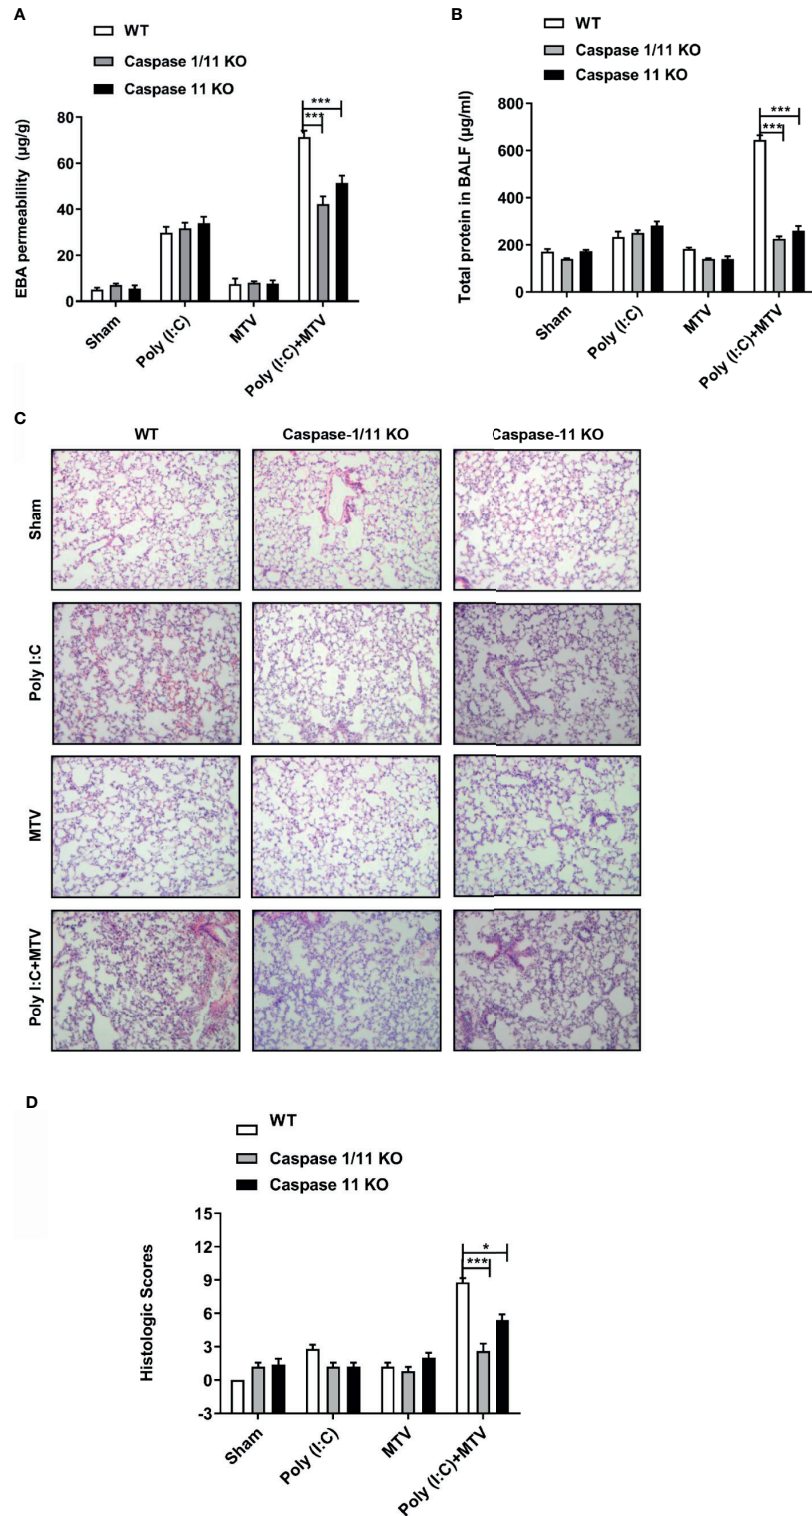 A
WT
Caspase 1/11 KO
Caspase 11 KO
EBA permeablility (μg/g)
80
60
40
20
0
***
***
Sham
Poly (I:C)
MTV
Poly (I:C)+MTV
B
WT
Caspase 1/11 KO
Caspase 11 KO
Total protein in BALF (μg/ml)
800
600
400
200
0
***
***
Sham
Poly (I:C)
MTV
Poly (I:C)+MTV
C
WT
Caspase-1/11 KO
Caspase-11 KO
Sham
Poly I:C
MTV
Poly I:C+MTV
D
WT
Caspase 1/11 KO
Caspase 11 KO
Histologic Scores
15
12
9
6
3
0
-3
*
***
Sham
Poly (I:C)
MTV
Poly (I:C)+MTV